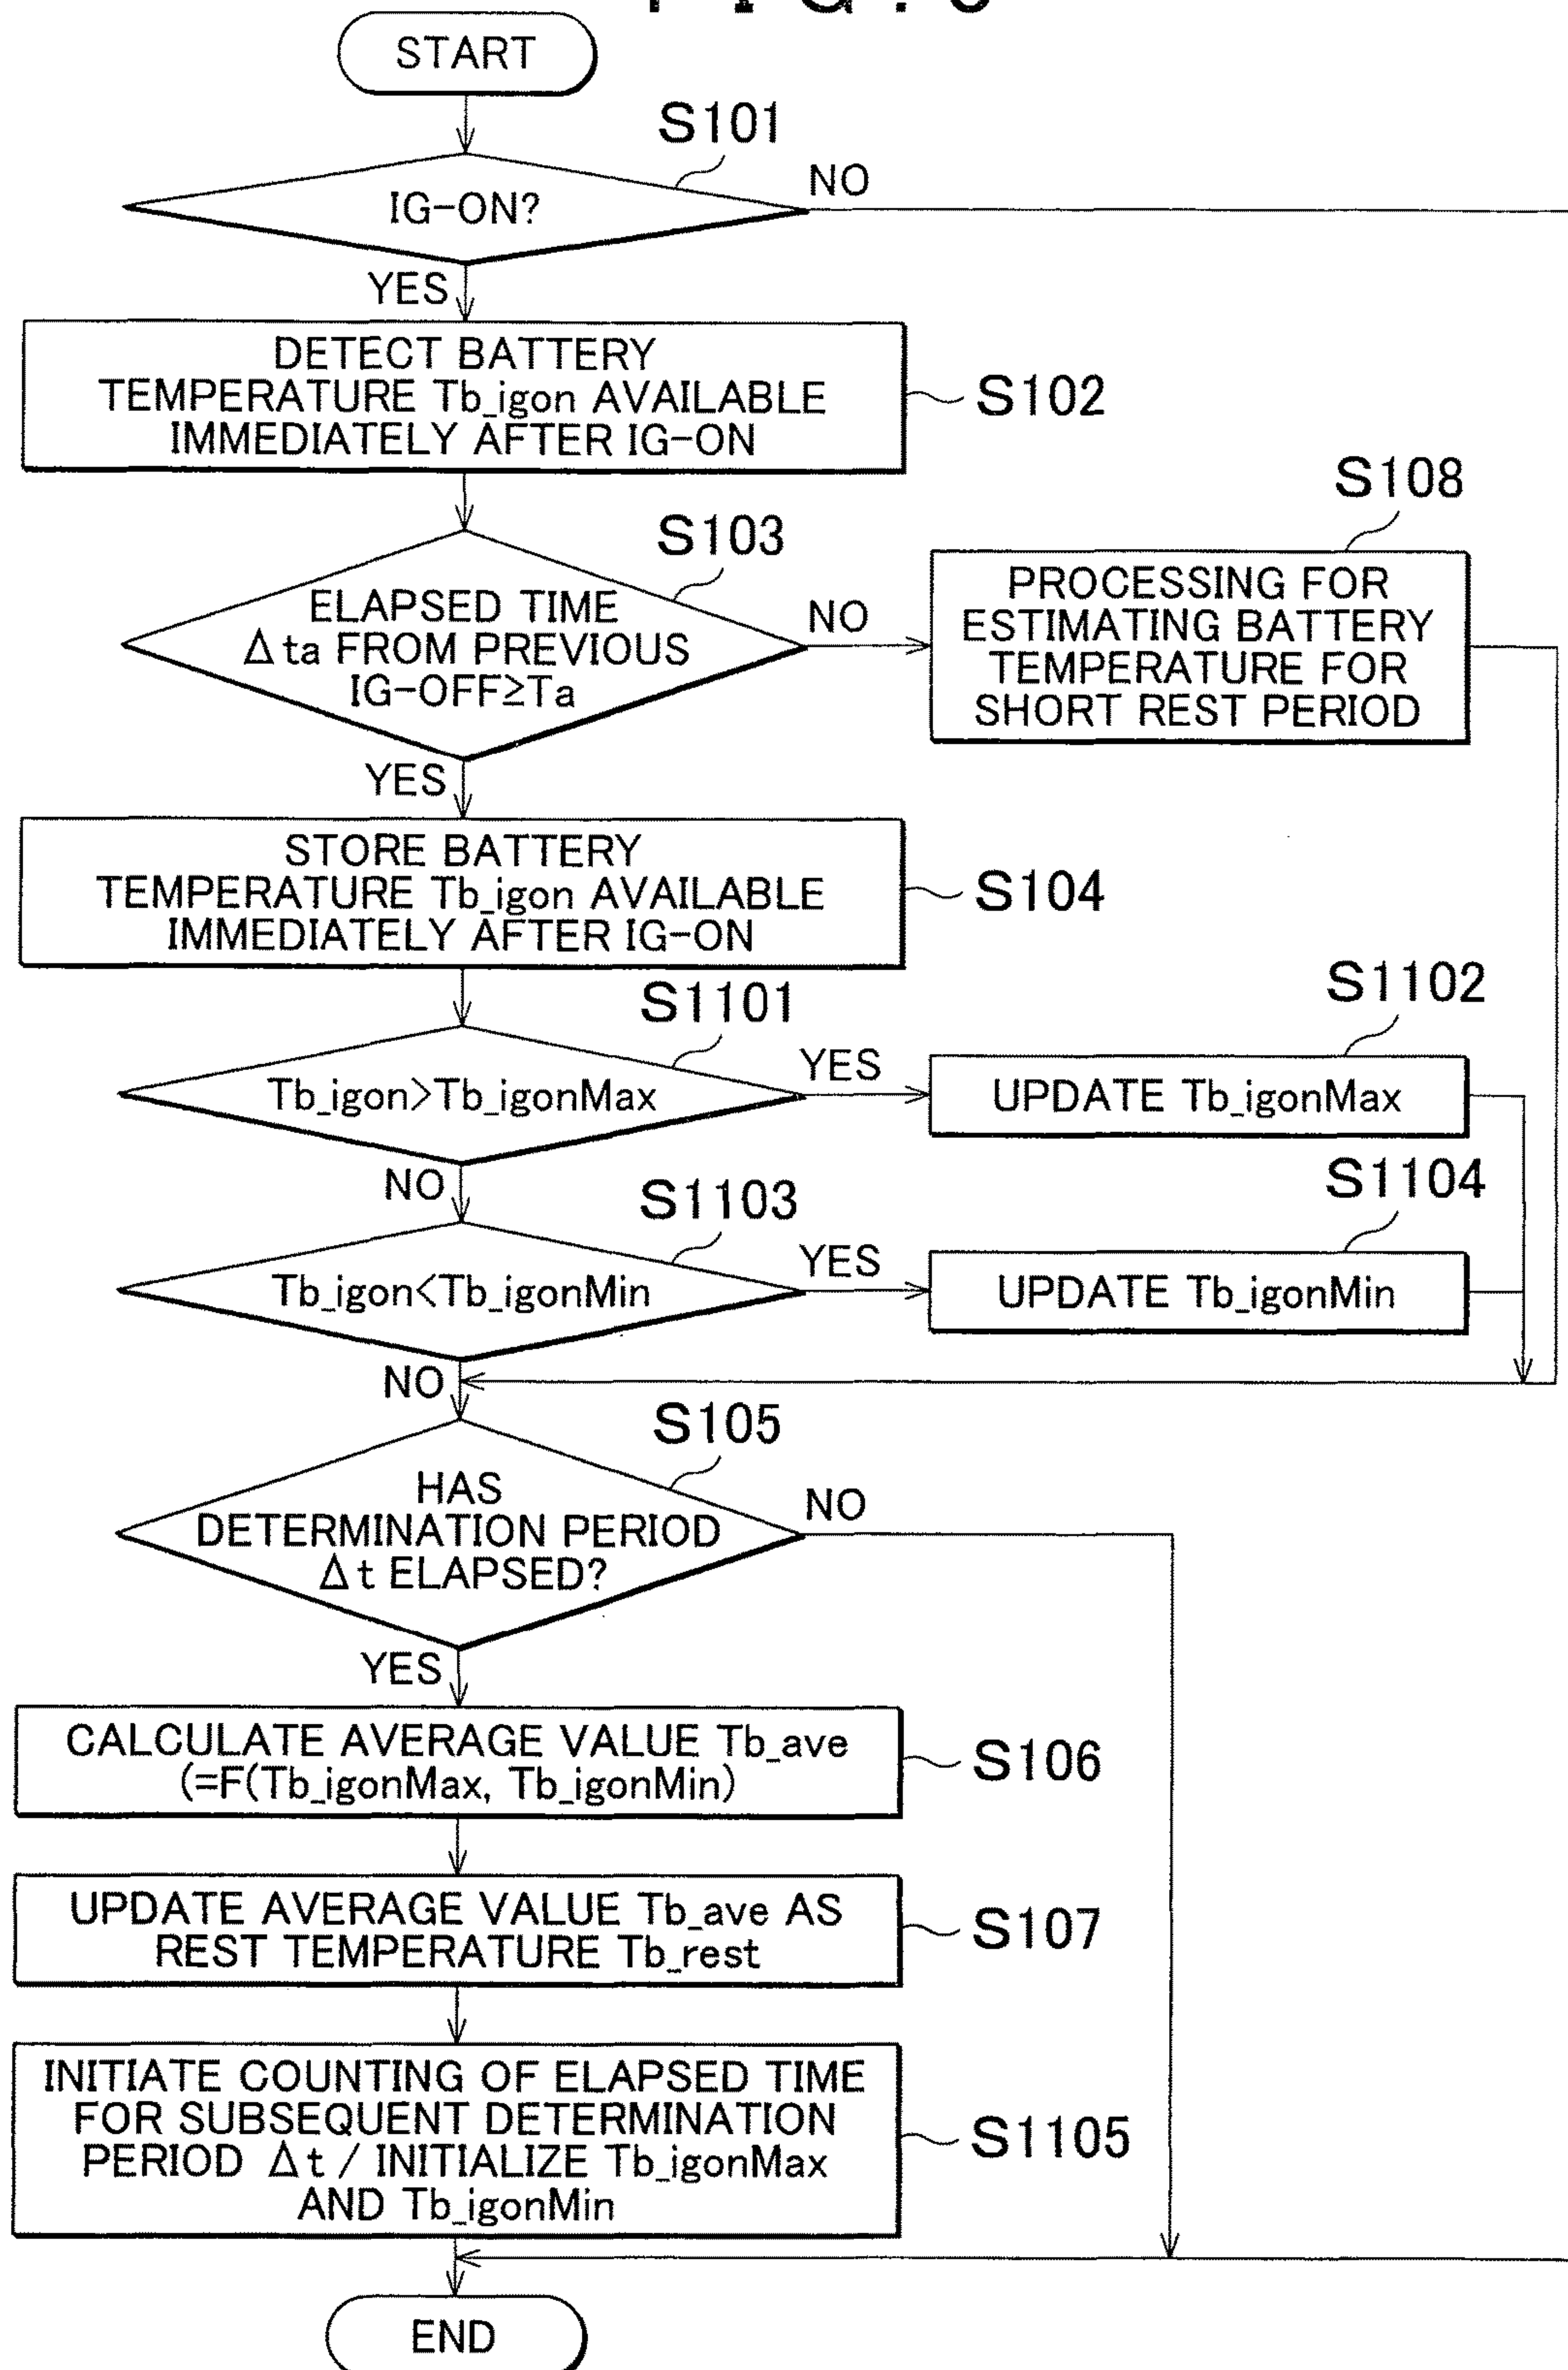 START
S101
IG-ON?
NO
YES
DETECT BATTERY
TEMPERATURE Tb_igon AVAILABLE
IMMEDIATELY AFTER IG-ON
S102
S103
ELAPSED TIME
Δta FROM PREVIOUS
IG-OFF≥Ta
NO
S108
PROCESSING FOR
ESTIMATING BATTERY
TEMPERATURE FOR
SHORT REST PERIOD
YES
STORE BATTERY
TEMPERATURE Tb_igon AVAILABLE
IMMEDIATELY AFTER IG-ON
S104
S1101
Tb_igon>Tb_igonMax
YES
S1102
UPDATE Tb_igonMax
NO
S1103
Tb_igon<Tb_igonMin
YES
S1104
UPDATE Tb_igonMin
NO
S105
HAS
DETERMINATION PERIOD
Δt ELAPSED?
NO
YES
CALCULATE AVERAGE VALUE Tb_ave
(=F(Tb_igonMax, Tb_igonMin)
S106
UPDATE AVERAGE VALUE Tb_ave AS
REST TEMPERATURE Tb_rest
S107
INITIATE COUNTING OF ELAPSED TIME
FOR SUBSEQUENT DETERMINATION
PERIOD Δt / INITIALIZE Tb_igonMax
AND Tb_igonMin
S1105
END